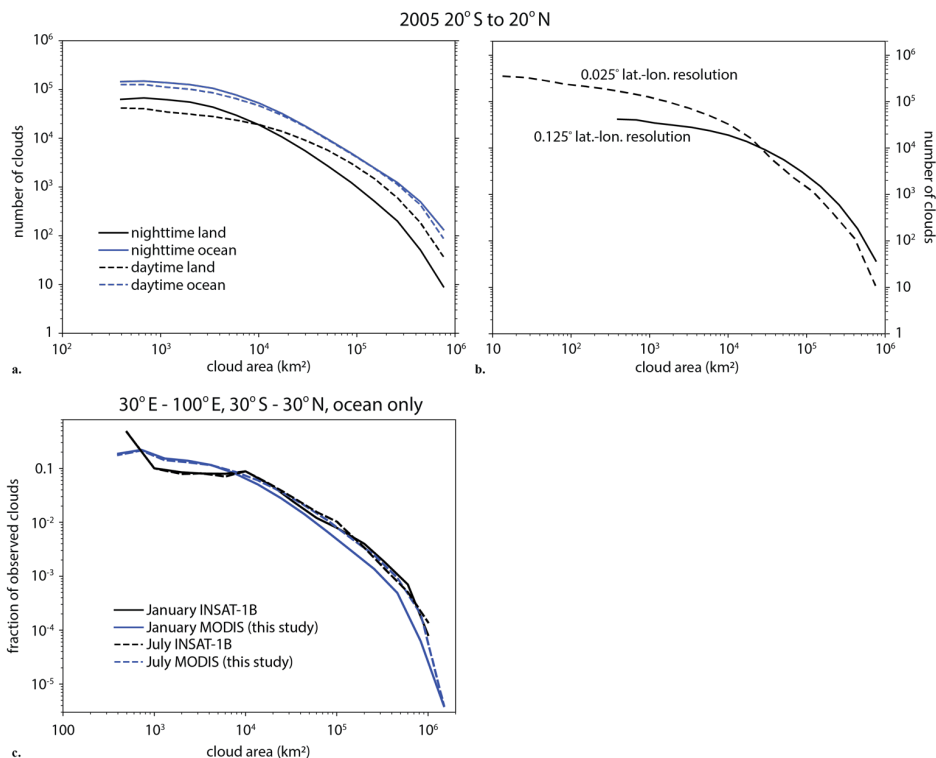 2005 20° S to 20° N
number of clouds
10⁶
10⁵
10⁴
10³
10²
10
1
nighttime land
nighttime ocean
daytime land
daytime ocean
10² 10³ 10⁴ 10⁵ 10⁶
cloud area (km²)
a.
0.025° lat.-lon. resolution
0.125° lat.-lon. resolution
10⁶
10⁵
10⁴
10³
10²
10
1
number of clouds
10 10² 10³ 10⁴ 10⁵ 10⁶
cloud area (km²)
b.
30° E - 100° E, 30° S - 30° N, ocean only
fraction of observed clouds
0.1
10⁻²
10⁻³
10⁻⁴
10⁻⁵
January INSAT-1B
January MODIS (this study)
July INSAT-1B
July MODIS (this study)
100 10³ 10⁴ 10⁵ 10⁶
cloud area (km²)
c.